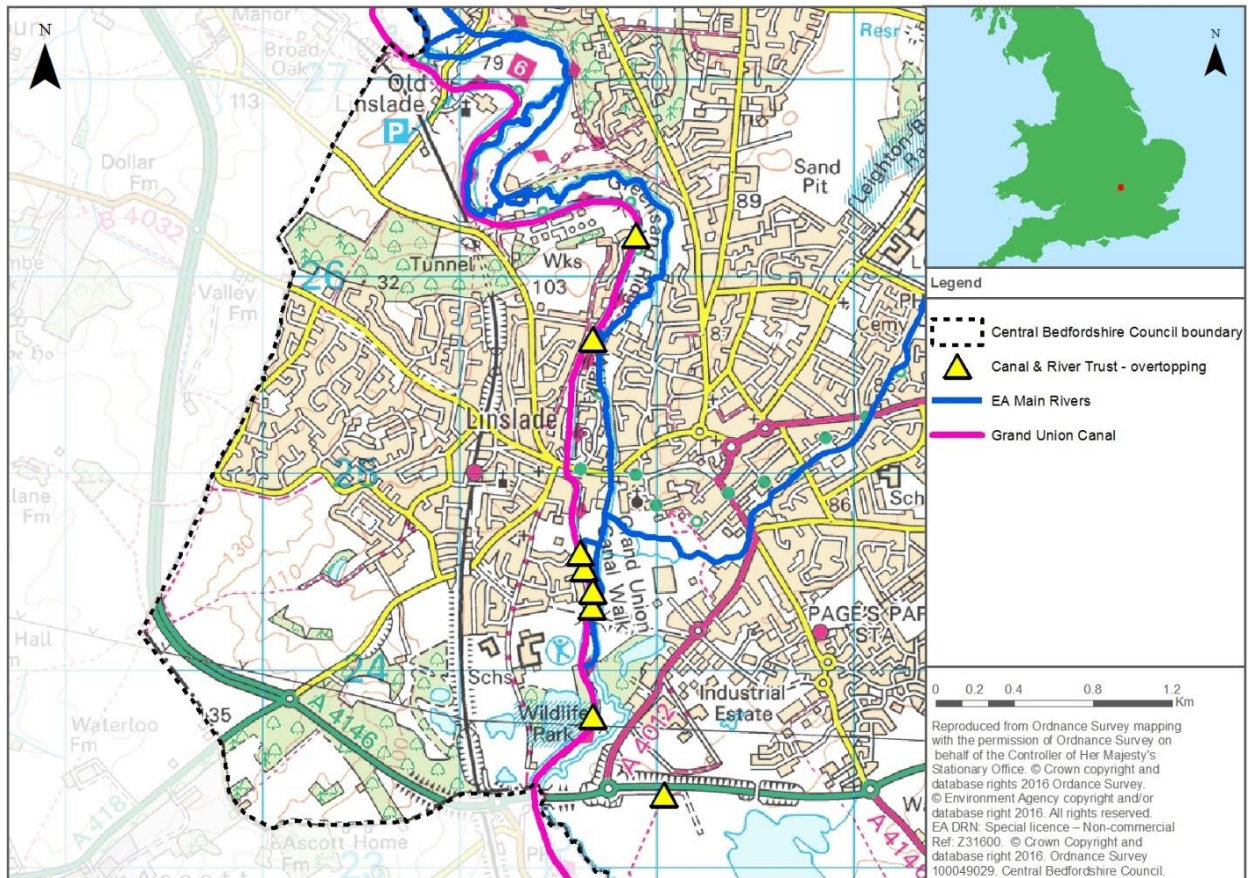 N
Manor
Broad
Oak
27
79
6
Resr
Old
Linslade
113
P
Dollar
Fm
Sand
Pit
89
B 4032
Greensand Ridge
Tunnel
Wks
26
32
103
Valley
Fm
87
Cemy
Linslade
25
Sch
86
130
110
Grand Union
Canal Walk
PAGE'S PAR
STA
Hall
24
Schs
Industrial
Estate
35
Wildlife
Park
Waterloo
Fm
A 4146
A 4012
A 418
Ascott Home
Fm
23
A 414
N
Legend
Central Bedfordshire Council boundary
Canal & River Trust - overtopping
EA Main Rivers
Grand Union Canal
0 0.2 0.4 0.8 1.2
Km
Reproduced from Ordnance Survey mapping
with the permission of Ordnance Survey on
behalf of the Controller of Her Majesty's
Stationary Office. © Crown copyright and
database rights 2016 Ordance Survey.
© Environment Agency copyright and/or
database right 2016. All rights reserved.
EA DRN: Special licence – Non-commercial
Ref: Z31600. © Crown Copyright and
database right 2016. Ordnance Survey
100049029. Central Bedfordshire Council.